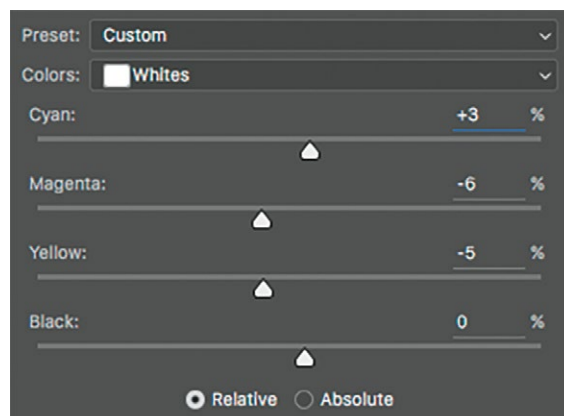 Preset: Custom
Colors: Whites
Cyan: +3 %
Magenta: -6 %
Yellow: -5 %
Black: 0 %
Relative Absolute